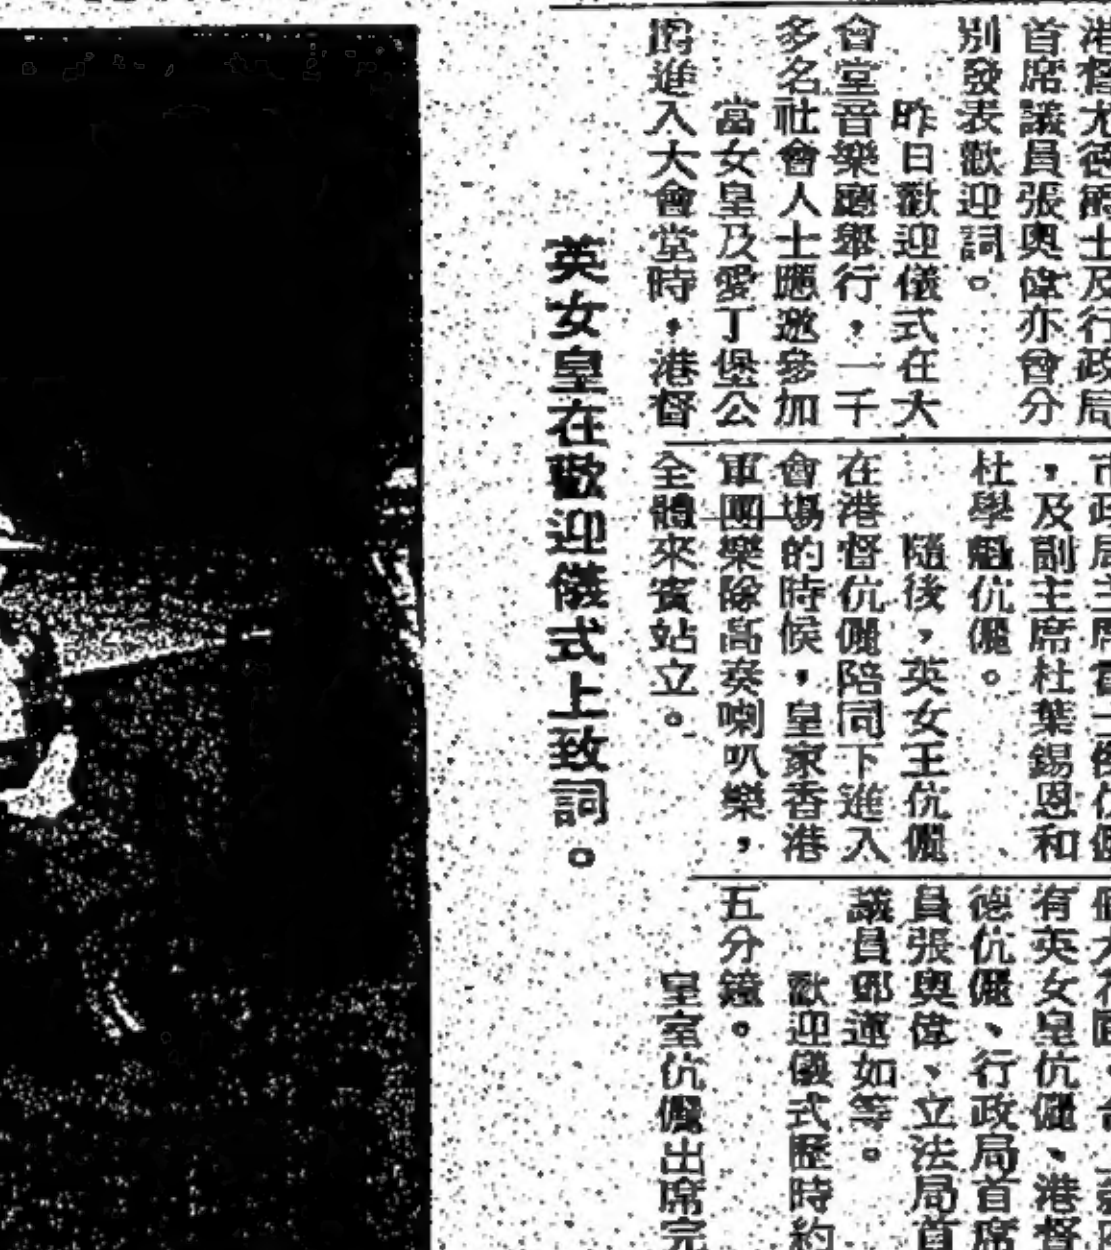 港督尤德爵士及行政局
首席議員張奧偉亦會分
別發表歡迎詞。
昨日歡迎儀式在大
會堂音樂廳舉行，一千
多名社會人士應邀參加
當女皇及愛丁堡公
爵進入大會堂時，港督
，及副主席杜葉錫恩和
杜學魁伉儷。
隨後，英女王伉儷
在港督伉儷陪同下進入
會場的時候，皇家香港
軍團樂隊高奏喇叭樂，
全體來賓站立。
有英女皇伉儷、港督
德伉儷、行政局首席
員張奧偉、立法局首
議員鄧蓮如等。
歡迎儀式歷時約
五分鐘。
皇室伉儷出席完
英女皇在歡迎儀式上致詞。